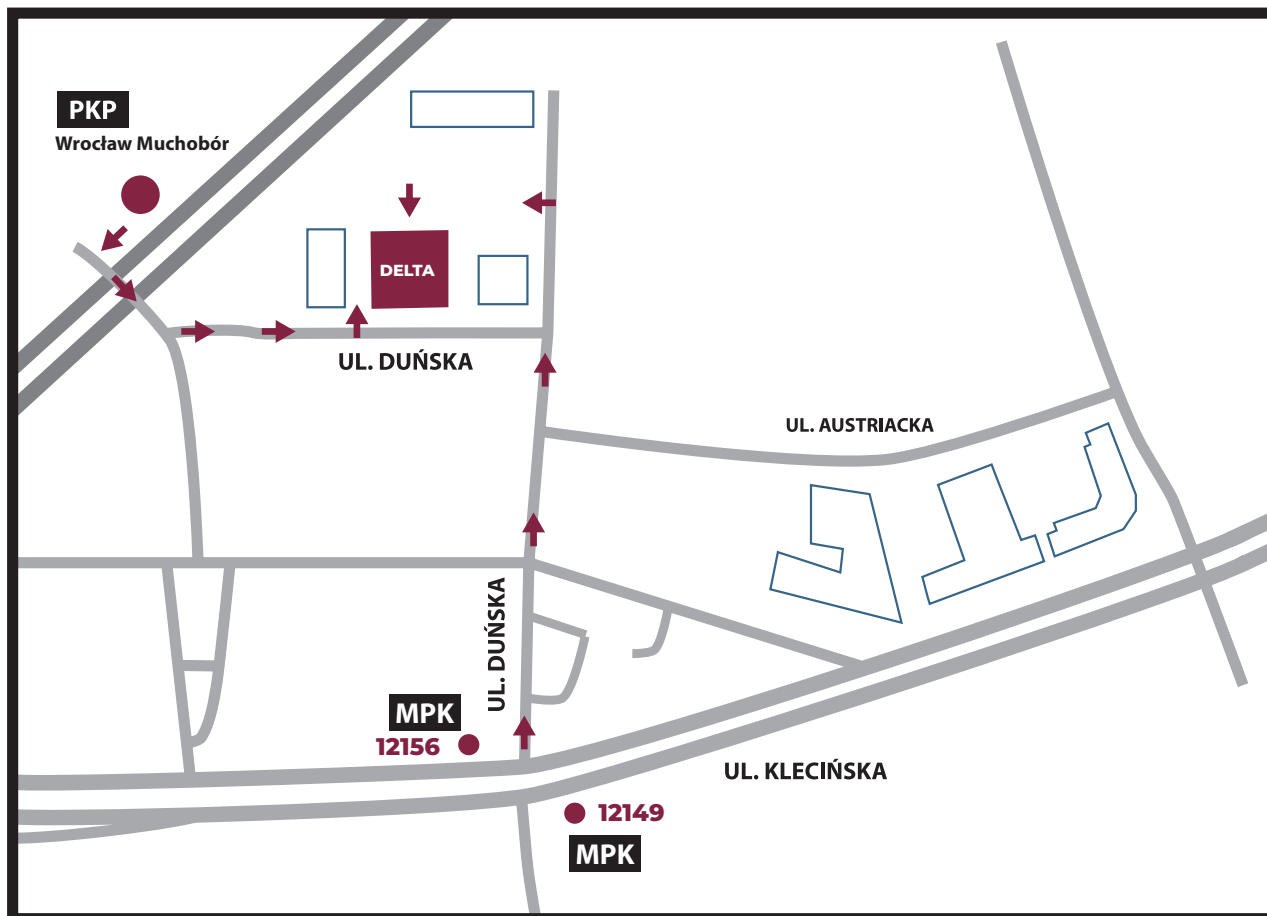 PKP
Wrocław Muchobór
DELTA
UL. DUŃSKA
UL. AUSTRIACKA
UL. DUŃSKA
MPK
12156
UL. KLECIŃSKA
12149
MPK